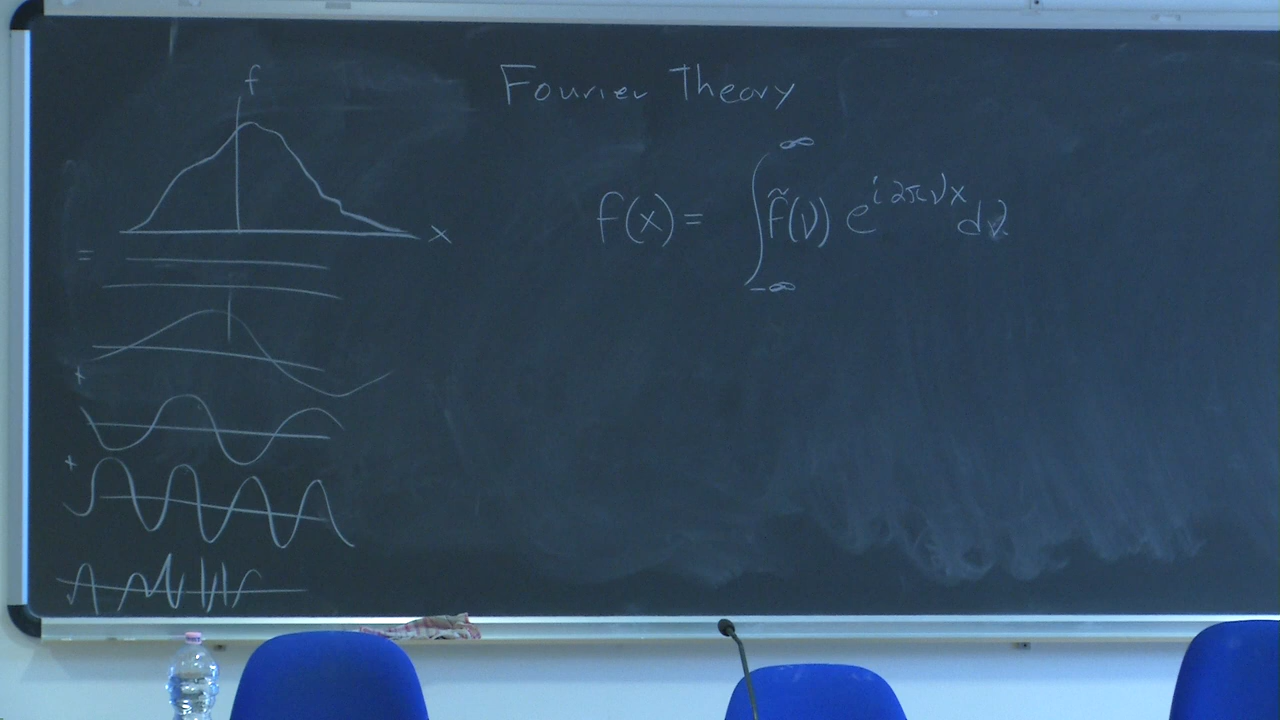 Fourier Theory
f
x
=
+
+
f(x) = ∫_{-∞}^{∞} f̃(ν) e^{i2πνx} dν